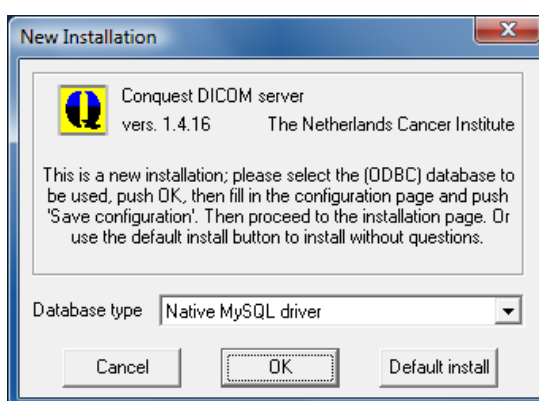 New Installation
Conquest DICOM server
vers. 1.4.16 The Netherlands Cancer Institute
This is a new installation; please select the (ODBC) database to
be used, push OK, then fill in the configuration page and push
'Save configuration'. Then proceed to the installation page. Or
use the default install button to install without questions.
Database type Native MySQL driver
Cancel OK Default install